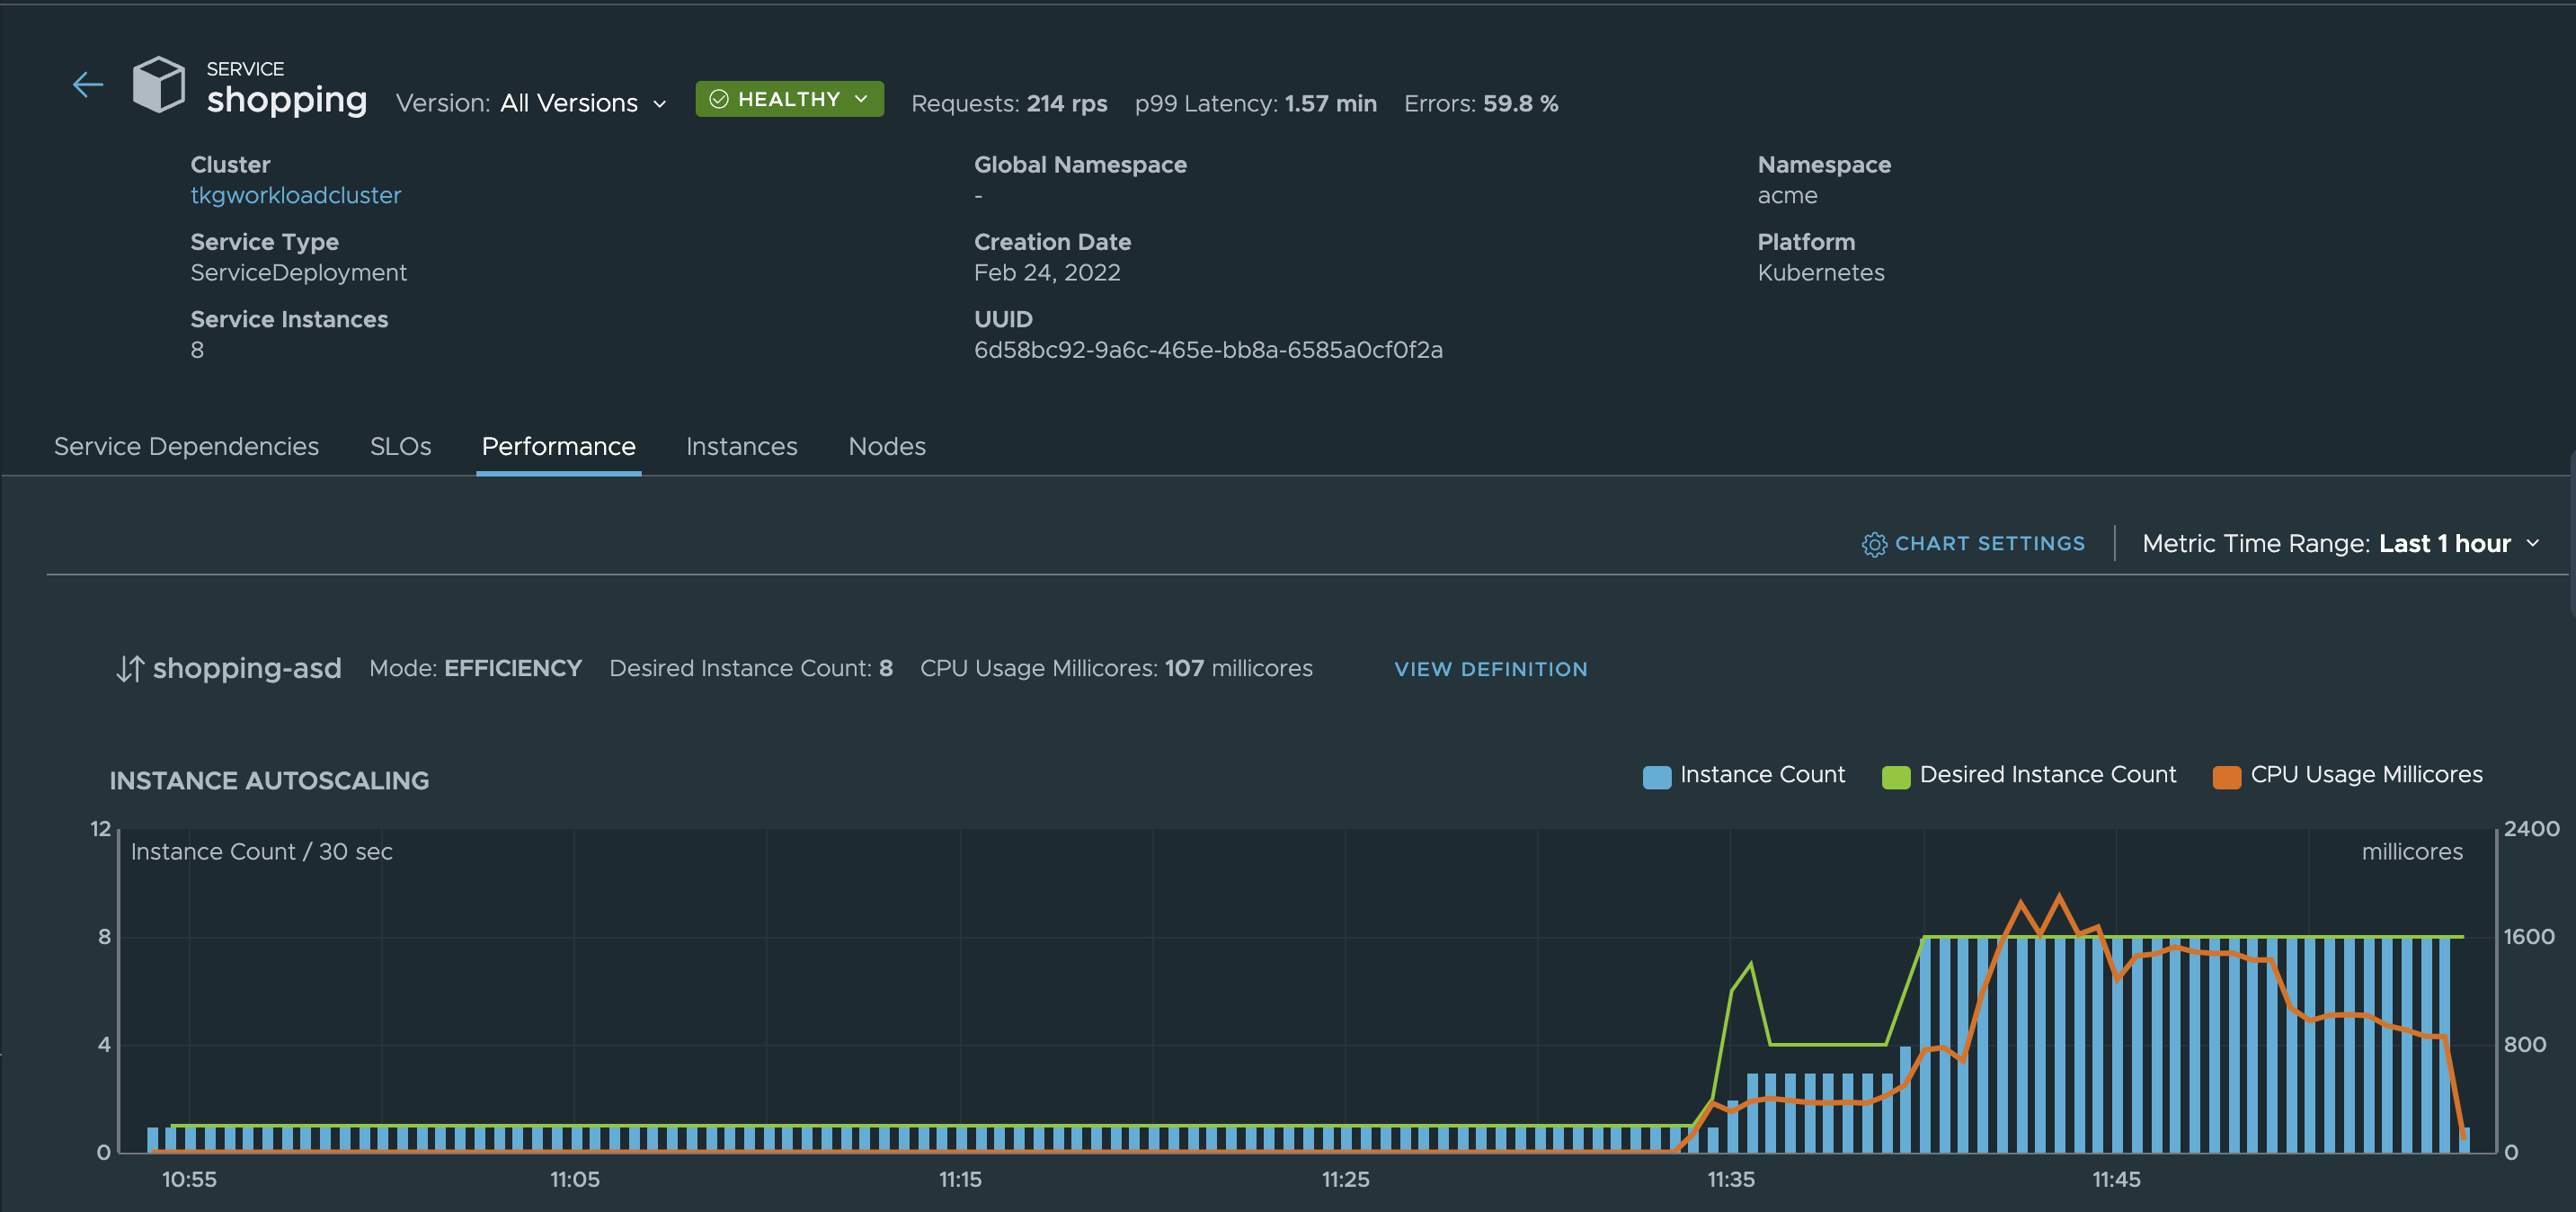 SERVICE
shopping Version: All Versions HEALTHY Requests: 214 rps p99 Latency: 1.57 min Errors: 59.8 %
Cluster Global Namespace Namespace
tkgworkloadcluster - acme
Service Type Creation Date Platform
ServiceDeployment Feb 24, 2022 Kubernetes
Service Instances UUID
8 6d58bc92-9a6c-465e-bb8a-6585a0cf0f2a
Service Dependencies SLOs Performance Instances Nodes
CHART SETTINGS Metric Time Range: Last 1 hour
shopping-asd Mode: EFFICIENCY Desired Instance Count: 8 CPU Usage Millicores: 107 millicores VIEW DEFINITION
INSTANCE AUTOSCALING Instance Count Desired Instance Count CPU Usage Millicores
12 2400
Instance Count / 30 sec millicores
8 1600
4 800
0 0
10:55 11:05 11:15 11:25 11:35 11:45